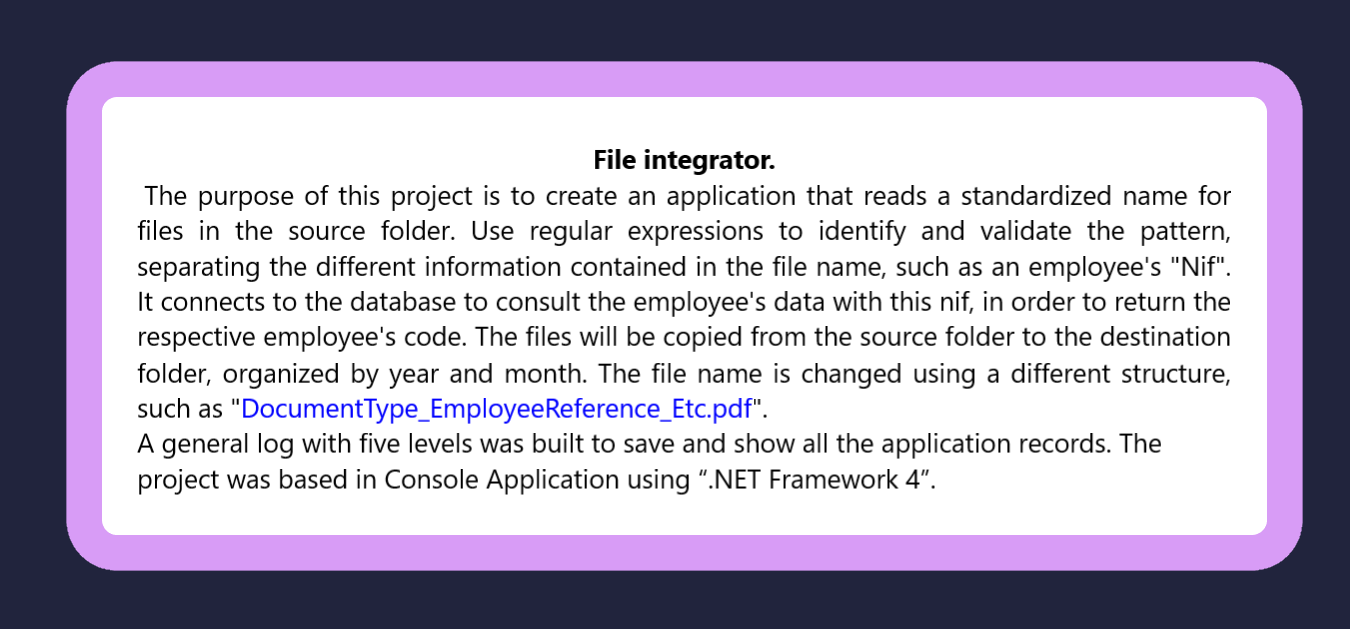 File integrator.
The purpose of this project is to create an application that reads a standardized name for
files in the source folder. Use regular expressions to identify and validate the pattern,
separating the different information contained in the file name, such as an employee's "Nif".
It connects to the database to consult the employee's data with this nif, in order to return the
respective employee's code. The files will be copied from the source folder to the destination
folder, organized by year and month. The file name is changed using a different structure,
such as "DocumentType_EmployeeReference_Etc.pdf".
A general log with five levels was built to save and show all the application records. The
project was based in Console Application using “.NET Framework 4”.